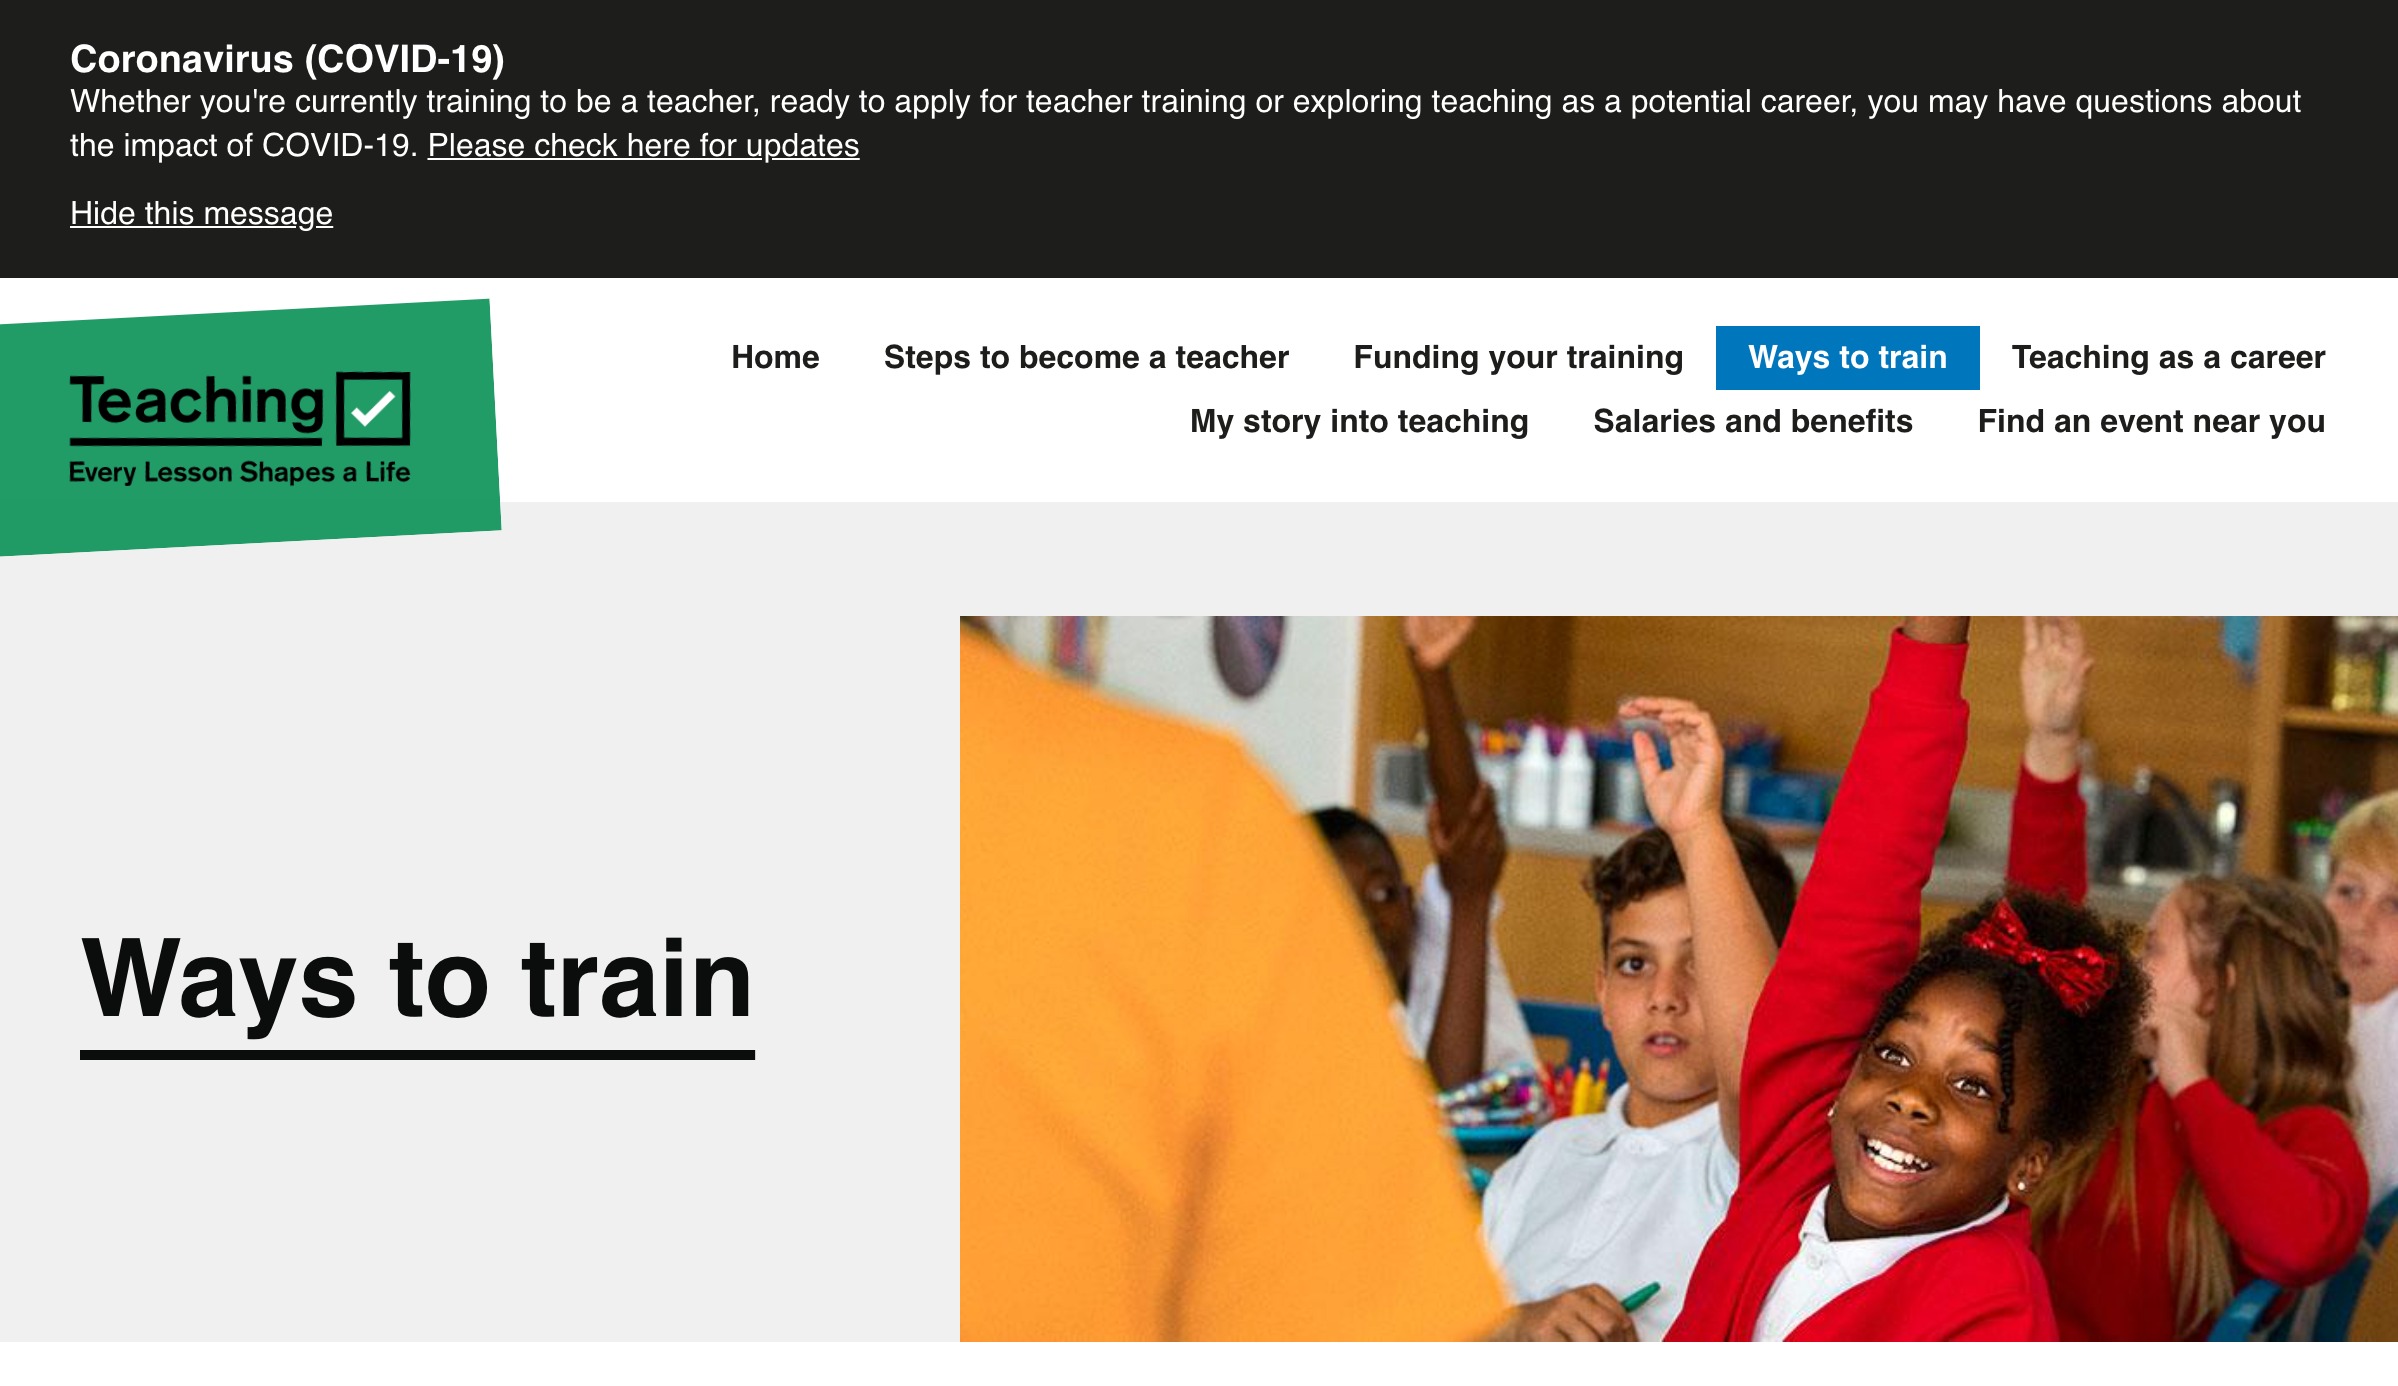 Coronavirus (COVID-19)
Whether you're currently training to be a teacher, ready to apply for teacher training or exploring teaching as a potential career, you may have questions about
the impact of COVID-19. Please check here for updates
Hide this message
Teaching
Every Lesson Shapes a Life
Home Steps to become a teacher Funding your training Ways to train Teaching as a career
My story into teaching Salaries and benefits Find an event near you
Ways to train